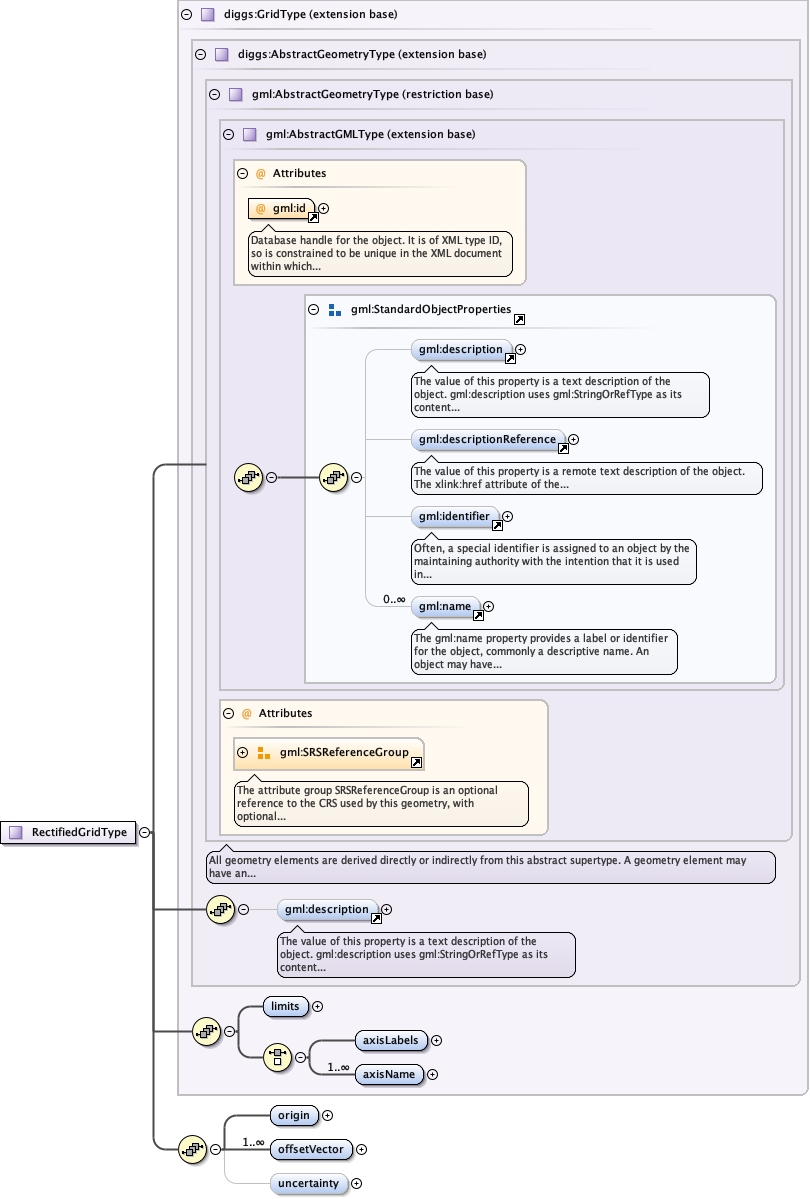 diggs:GridType (extension base)
diggs:AbstractGeometryType (extension base)
gml:AbstractGeometryType (restriction base)
gml:AbstractGMLType (extension base)
@ Attributes
@ gml:id
Database handle for the object. It is of XML type ID,
so is constrained to be unique in the XML document
within which...
gml:StandardObjectProperties
gml:description
The value of this property is a text description of the
object. gml:description uses gml:StringOrRefType as its
content...
gml:descriptionReference
The value of this property is a remote text description of the object.
The xlink:href attribute of the...
gml:identifier
Often, a special identifier is assigned to an object by the
maintaining authority with the intention that it is used
in...
0..∞
gml:name
The gml:name property provides a label or identifier
for the object, commonly a descriptive name. An
object may have...
@ Attributes
gml:SRSReferenceGroup
The attribute group SRSReferenceGroup is an optional
reference to the CRS used by this geometry, with
optional...
RectifiedGridType
All geometry elements are derived directly or indirectly from this abstract supertype. A geometry element may
have an...
gml:description
The value of this property is a text description of the
object. gml:description uses gml:StringOrRefType as its
content...
limits
axisLabels
1..∞
axisName
origin
1..∞
offsetVector
uncertainty